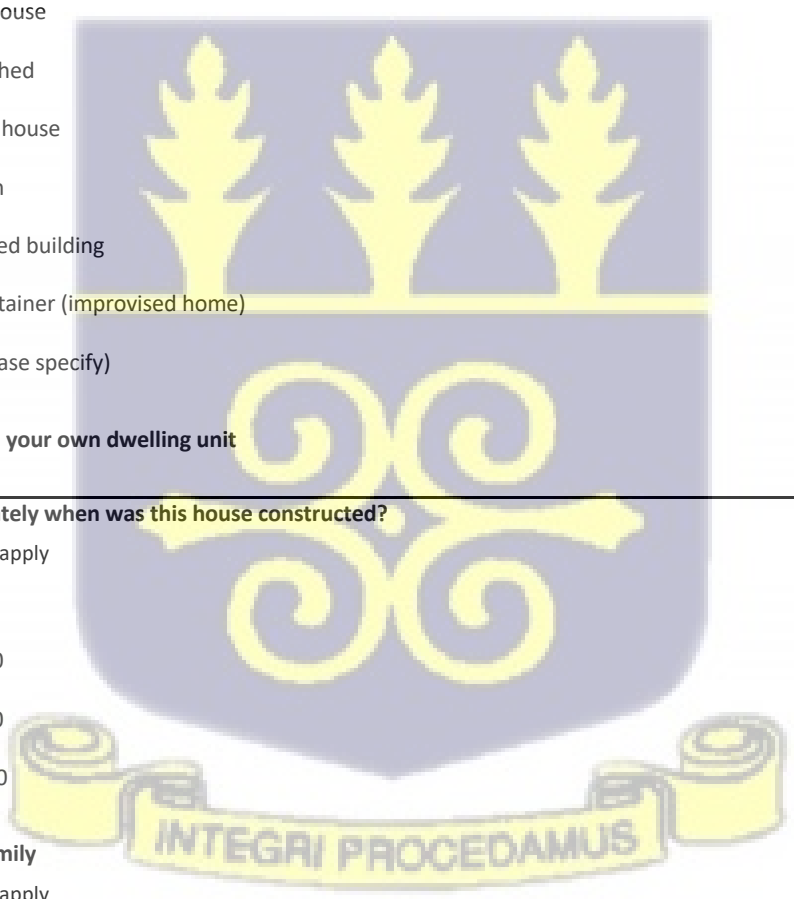 ouse
hed
house
n
ed building
tainer (improvised home)
ase specify)
your own dwelling unit
tely when was this house constructed?
apply
0
0
0
INTEGRI PROCEDAMUS
mily
apply